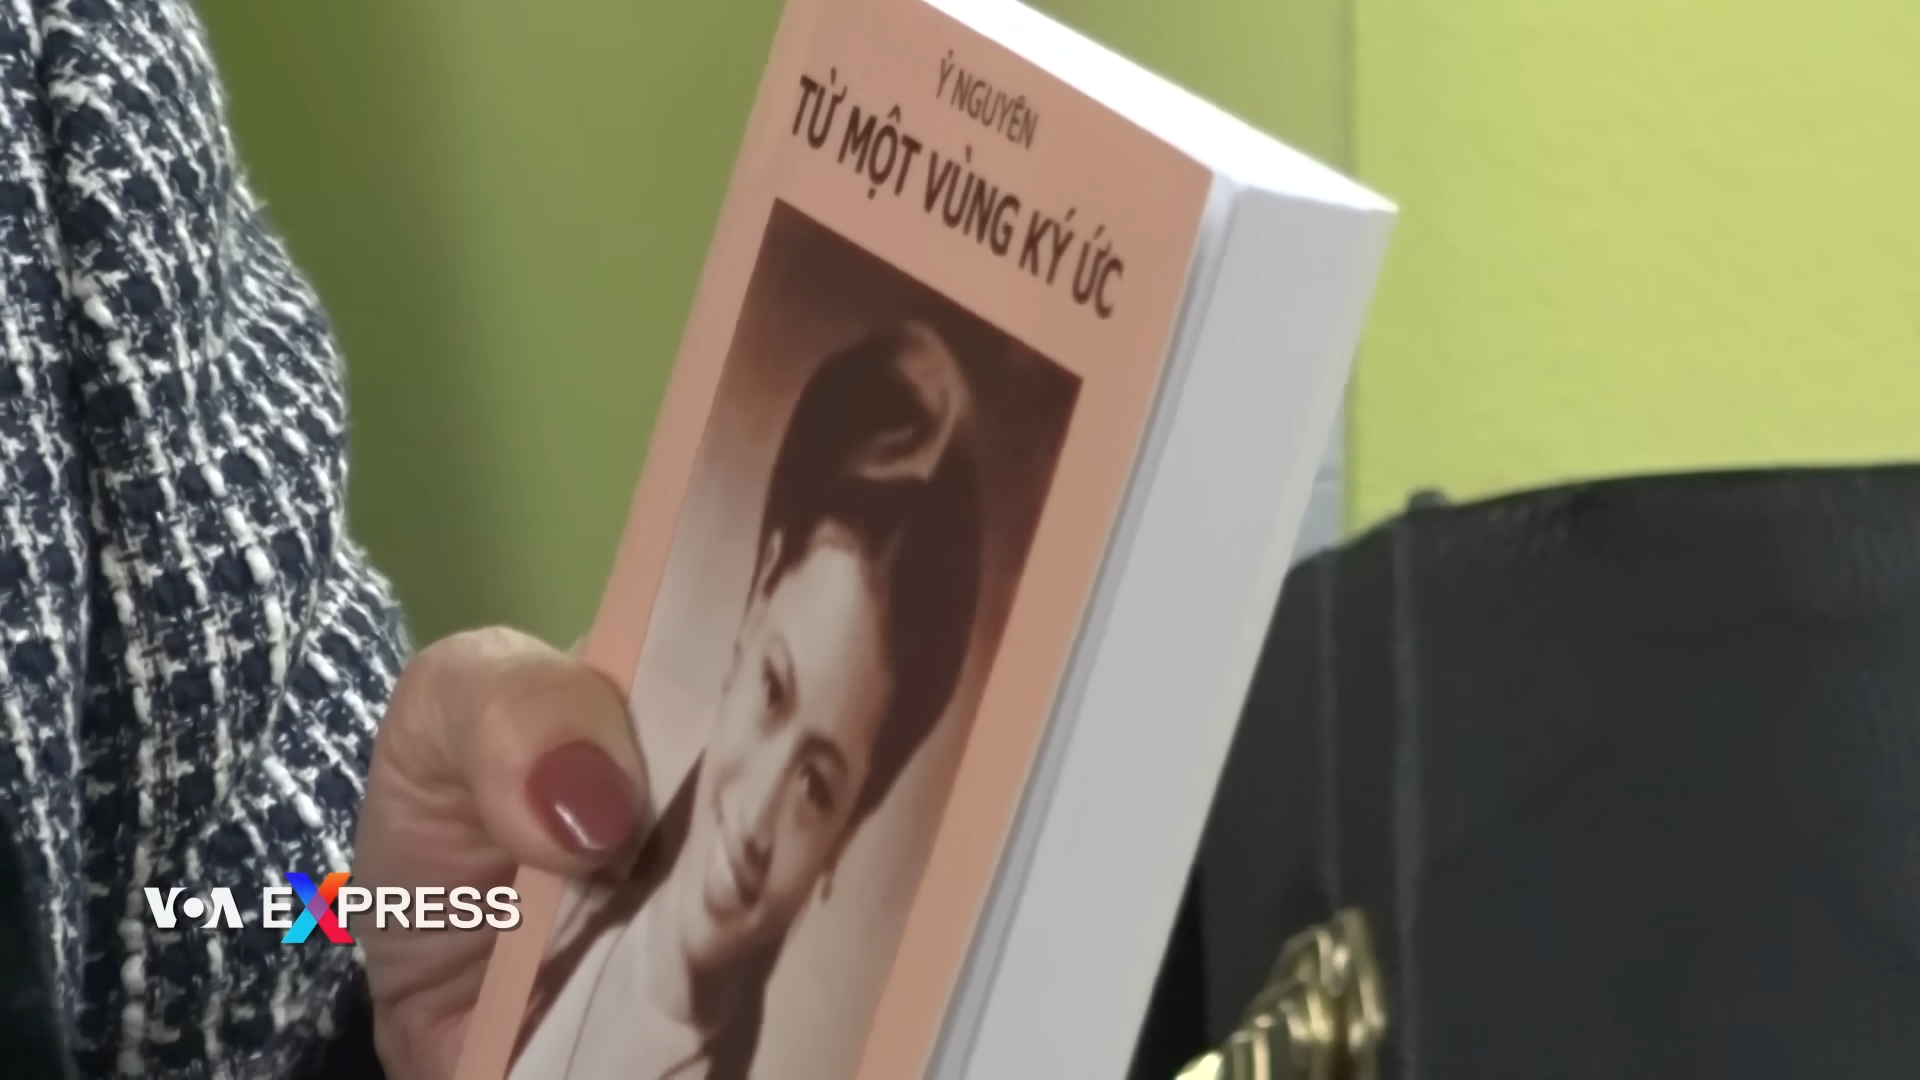 Ý NGUYÊN
TỪ MỘT VÙNG KÝ ỨC
VOA EXPRESS